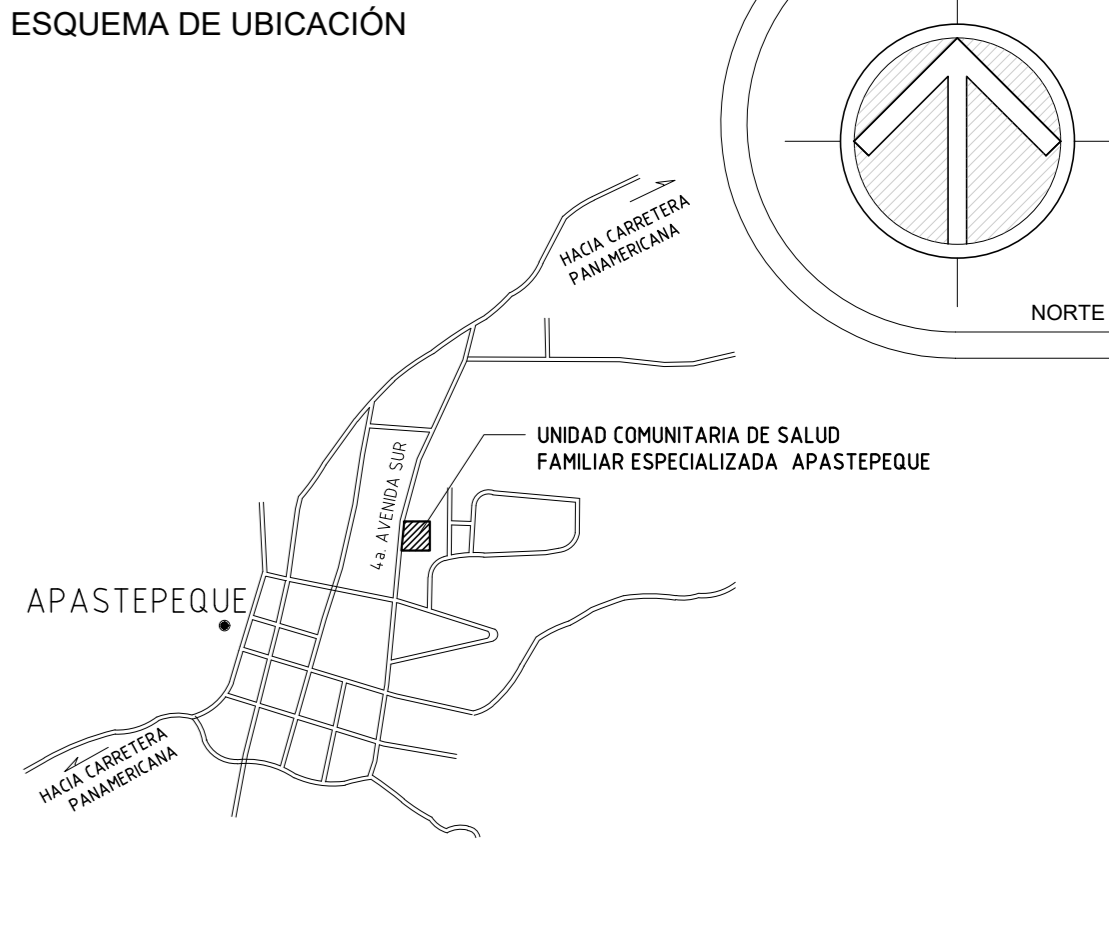 ESQUEMA DE UBICACIÓN
HACIA CARRETERA
PANAMERICANA
NORTE
UNIDAD COMUNITARIA DE SALUD
FAMILIAR ESPECIALIZADA APASTEPEQUE
4a. AVENIDA SUR
APASTEPEQUE
HACIA CARRETERA
PANAMERICANA